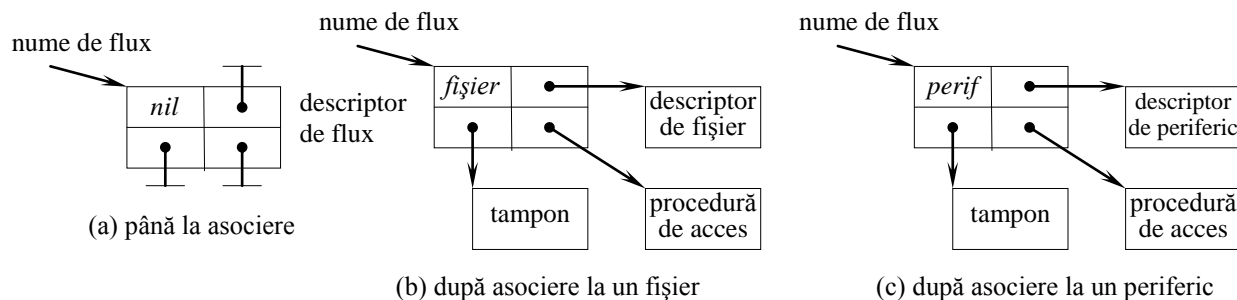 nume de flux
nil
descriptor
de flux
(a) până la asociere
nume de flux
fişier
descriptor
de fişier
tampon
procedură
de acces
(b) după asociere la un fişier
nume de flux
perif
descriptor
de periferic
tampon
procedură
de acces
(c) după asociere la un periferic